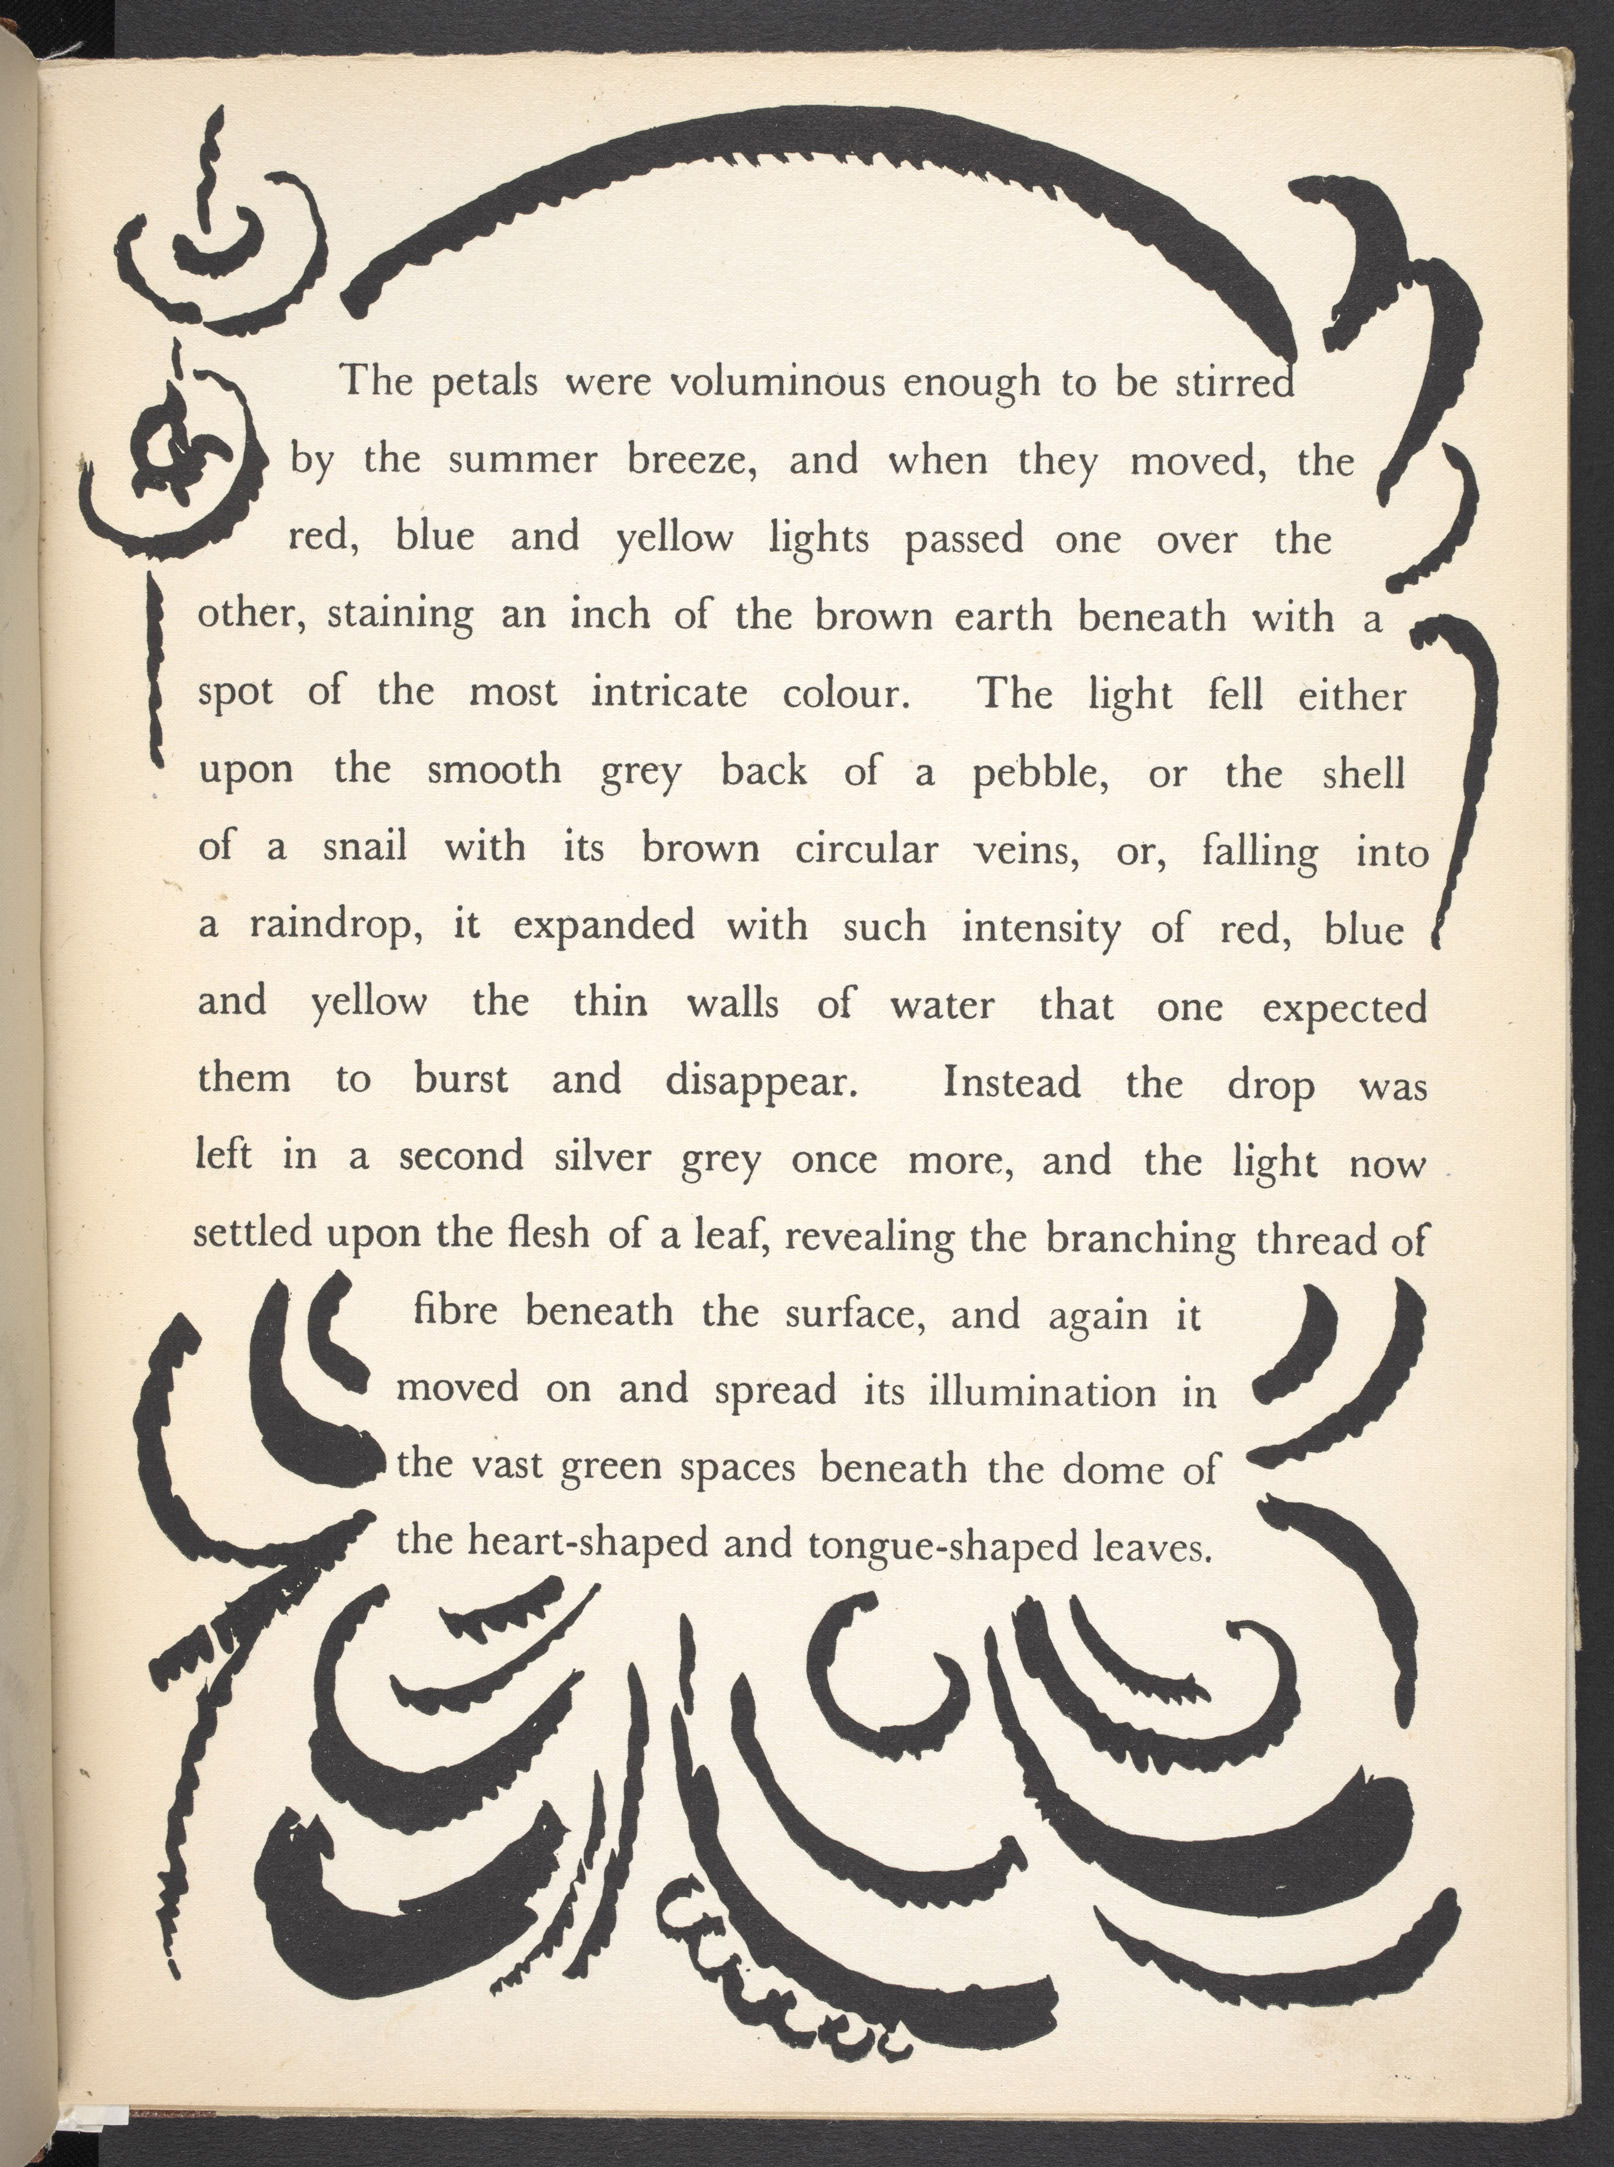 The petals were voluminous enough to be stirred
by the summer breeze, and when they moved, the
red, blue and yellow lights passed one over the
other, staining an inch of the brown earth beneath with a
spot of the most intricate colour. The light fell either
upon the smooth grey back of a pebble, or the shell
of a snail with its brown circular veins, or, falling into
a raindrop, it expanded with such intensity of red, blue
and yellow the thin walls of water that one expected
them to burst and disappear. Instead the drop was
left in a second silver grey once more, and the light now
settled upon the flesh of a leaf, revealing the branching thread of
fibre beneath the surface, and again it
moved on and spread its illumination in
the vast green spaces beneath the dome of
the heart-shaped and tongue-shaped leaves.